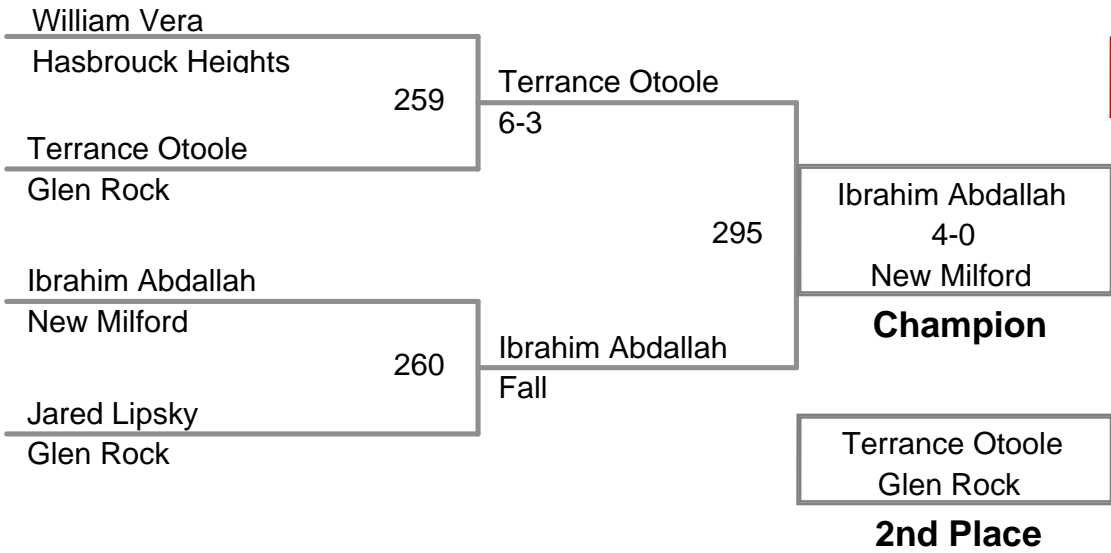 William Vera
Hasbrouck Heights
259
Terrance Otoole
6-3
Terrance Otoole
Glen Rock
295
Ibrahim Abdallah
4-0
New Milford
Champion
Ibrahim Abdallah
New Milford
260
Ibrahim Abdallah
Fall
Jared Lipsky
Glen Rock
Terrance Otoole
Glen Rock
2nd Place